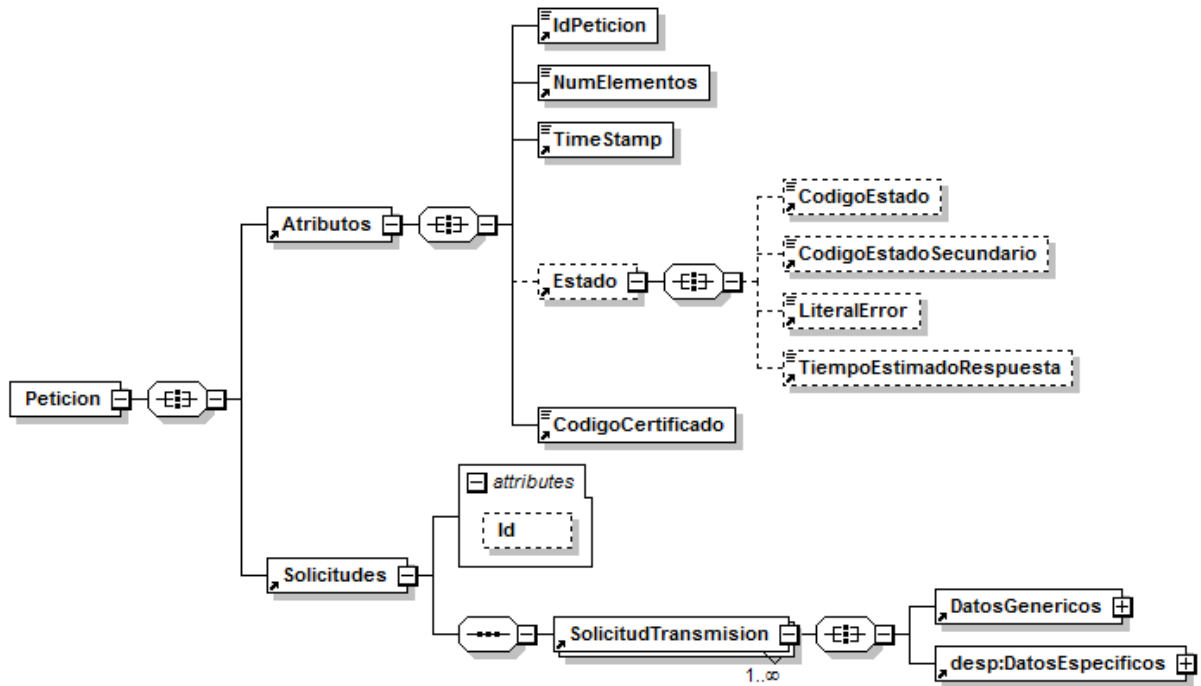 IdPeticion
NumElementos
TimeStamp
CodigoEstado
Atributos
CodigoEstadoSecundario
Estado
LiteralError
TiempoEstimadoRespuesta
Peticion
CodigoCertificado
attributes
Id
Solicitudes
DatosGenericos
SolicitudTransmision
desp:DatosEspecificos
1..∞